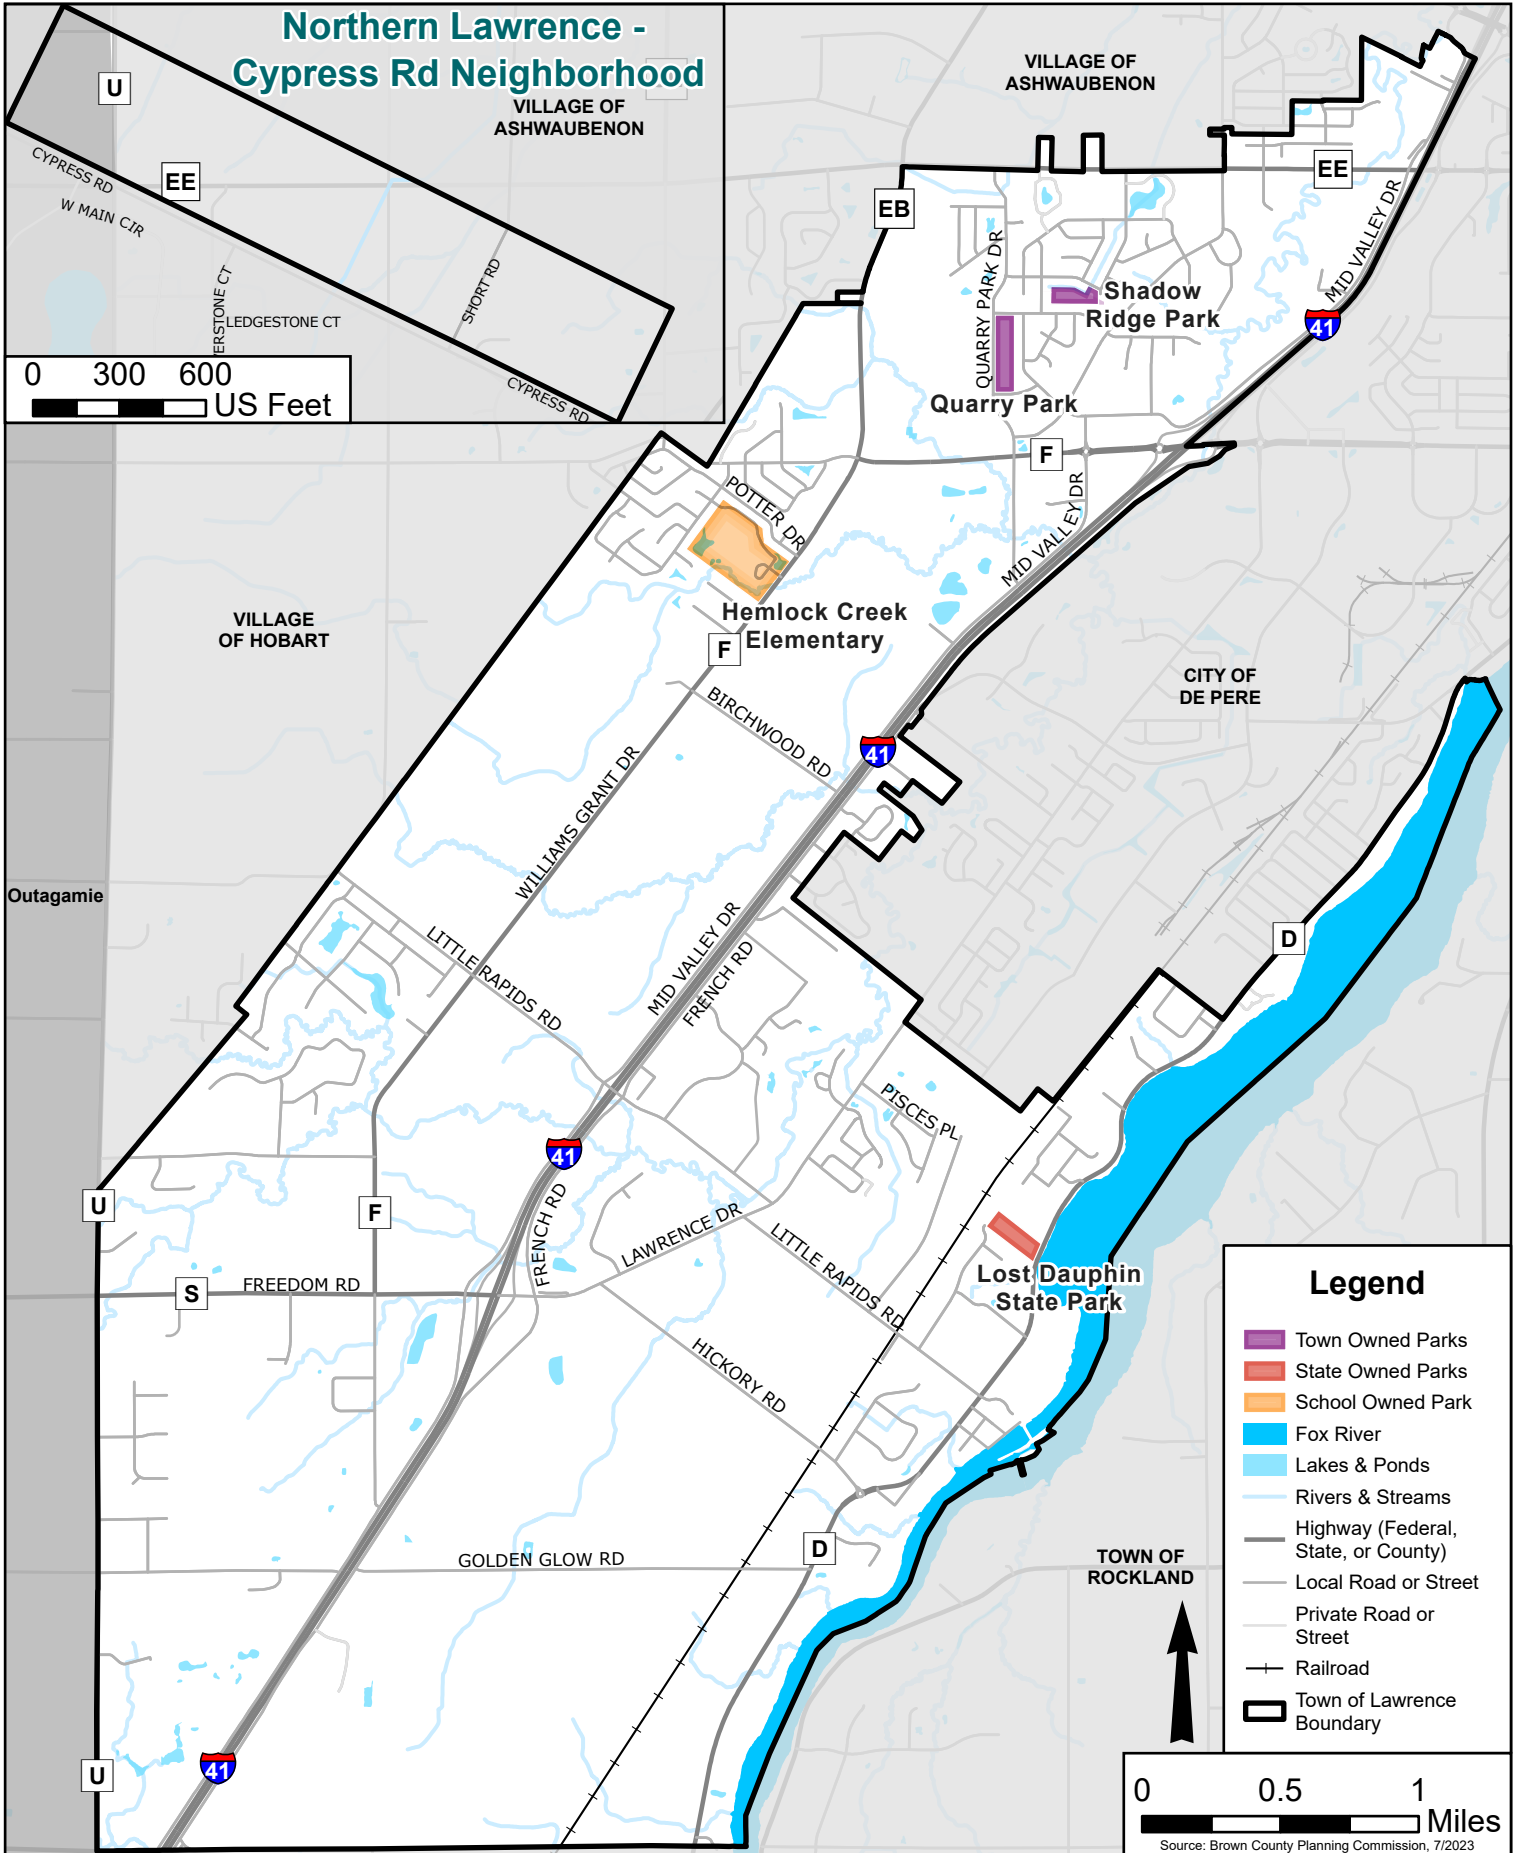 Northern Lawrence -
Cypress Rd Neighborhood
VILLAGE OF
ASHWAUBENON
U
EE
CYPRESS RD
W MAIN CIR
ERSTONE CT
LEDGESTONE CT
SHORT RD
CYPRESS RD
0 300 600
US Feet
VILLAGE OF
ASHWAUBENON
EE
EB
MID VALLEY DR
QUARRY PARK DR
Shadow
Ridge Park
41
Quarry Park
F
MID VALLEY DR
POTTER DR
Hemlock Creek
Elementary
F
VILLAGE
OF HOBART
CITY OF
DE PERE
BIRCHWOOD RD
41
WILLIAMS GRANT DR
Outagamie
LITTLE RAPIDS RD
MID VALLEY DR
FRENCH RD
D
PISCES PL
41
U
F
FRENCH RD
LAWRENCE DR
LITTLE RAPIDS RD
Lost Dauphin
State Park
S
FREEDOM RD
HICKORY RD
GOLDEN GLOW RD
D
TOWN OF
ROCKLAND
U
41
Legend
Town Owned Parks
State Owned Parks
School Owned Park
Fox River
Lakes & Ponds
Rivers & Streams
Highway (Federal,
State, or County)
Local Road or Street
Private Road or
Street
Railroad
Town of Lawrence
Boundary
0 0.5 1
Miles
Source: Brown County Planning Commission, 7/2023